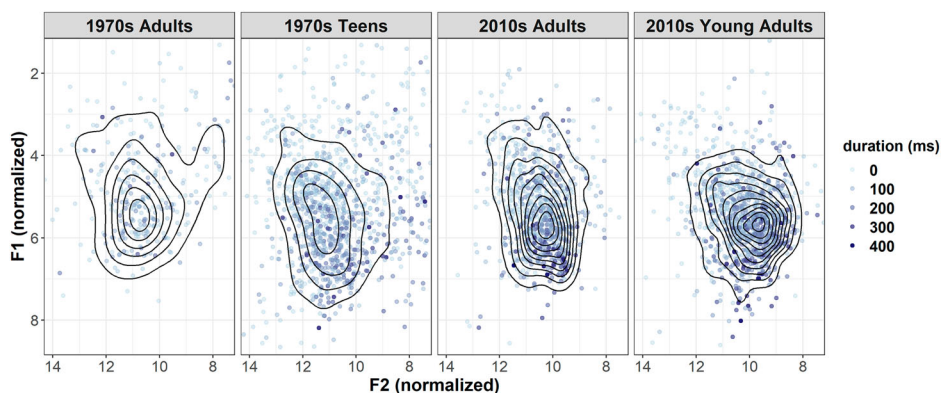 1970s Adults 1970s Teens 2010s Adults 2010s Young Adults
F1 (normalized)
2
4
6
8
14 12 10 8 14 12 10 8 14 12 10 8 14 12 10 8
F2 (normalized)
duration (ms)
0
100
200
300
400